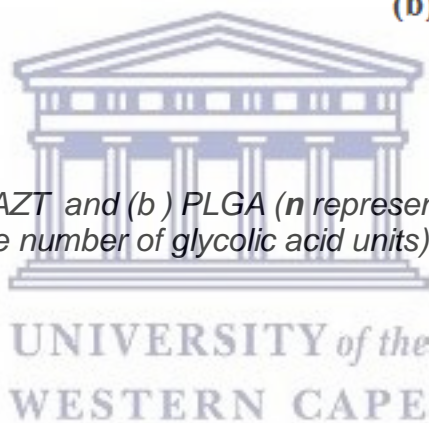 (b)
AZT and (b ) PLGA (n represen
e number of glycolic acid units)
UNIVERSITY of the
WESTERN CAPE